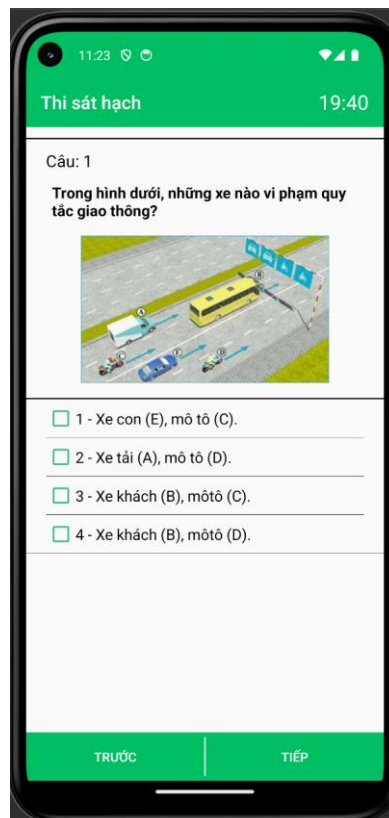 11:23
Thi sát hạch
19:40
Câu: 1
Trong hình dưới, những xe nào vi phạm quy
tắc giao thông?
A
B
C
E
D
1 - Xe con (E), mô tô (C).
2 - Xe tải (A), mô tô (D).
3 - Xe khách (B), môtô (C).
4 - Xe khách (B), môtô (D).
TRƯỚC
TIẾP